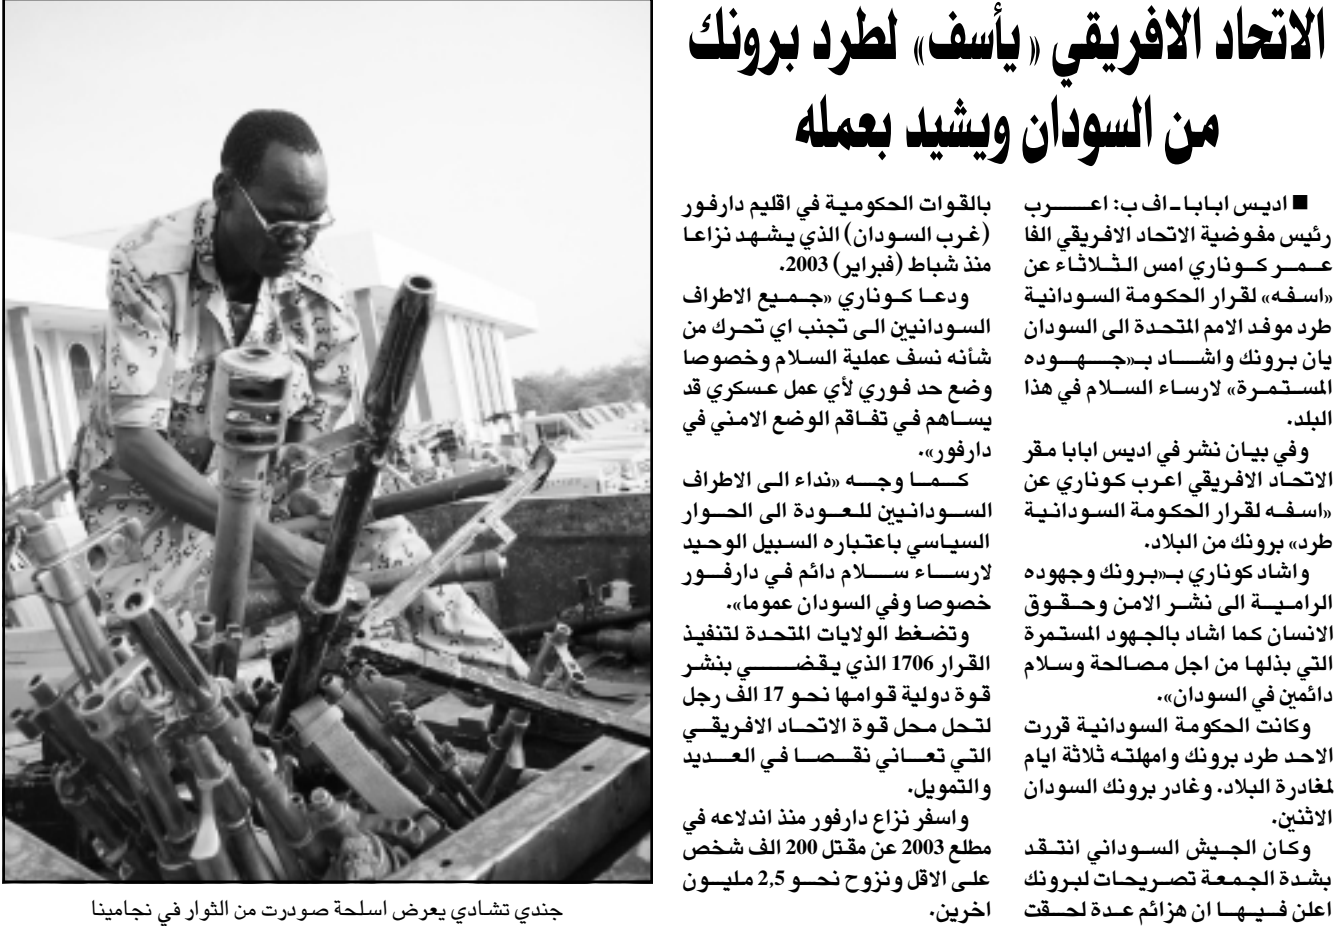 الاتحاد الافريقي «يأسف» لطرد برونك
من السودان ويشيد بعمله
■ اديس ابابا ـ اف ب: اعرب
رئيس مفوضية الاتحاد الافريقي الفا
عمر كوناري امس الثلاثاء عن
«اسفه» لقرار الحكومة السودانية
طرد موفد الامم المتحدة الى السودان
يان برونك واشاد بـ«جهوده
المستمرة» لارساء السلام في هذا
البلد.
وفي بيان نشر في اديس ابابا مقر
الاتحاد الافريقي اعرب كوناري عن
«اسفه لقرار الحكومة السودانية
طرد» برونك من البلاد.
واشاد كوناري بـ«برونك وجهوده
الرامية الى نشر الامن وحقوق
الانسان كما اشاد بالجهود المستمرة
التي بذلها من اجل مصالحة وسلام
دائمين في السودان».
وكانت الحكومة السودانية قررت
الاحد طرد برونك وامهلته ثلاثة ايام
لمغادرة البلاد. وغادر برونك السودان
الاثنين.
وكان الجيش السوداني انتقد
بشدة الجمعة تصريحات لبرونك
اعلن فيها ان هزائم عدة لحقت
بالقوات الحكومية في اقليم دارفور
(غرب السودان) الذي يشهد نزاعا
منذ شباط (فبراير) 2003.
ودعا كوناري «جميع الاطراف
السودانيين الى تجنب اي تحرك من
شأنه نسف عملية السلام وخصوصا
وضع حد فوري لأي عمل عسكري قد
يساهم في تفاقم الوضع الامني في
دارفور».
كما وجه «نداء الى الاطراف
السودانيين للعودة الى الحوار
السياسي باعتباره السبيل الوحيد
لارساء سلام دائم في دارفور
خصوصا وفي السودان عموما».
وتضغط الولايات المتحدة لتنفيذ
القرار 1706 الذي يقضي بنشر
قوة دولية قوامها نحو 17 الف رجل
لتحل محل قوة الاتحاد الافريقي
التي تعاني نقصا في العديد
والتمويل.
واسفر نزاع دارفور منذ اندلاعه في
مطلع 2003 عن مقتل 200 الف شخص
على الاقل ونزوح نحو 2,5 مليون
اخرين.
جندي تشادي يعرض اسلحة صودرت من الثوار في نجامينا